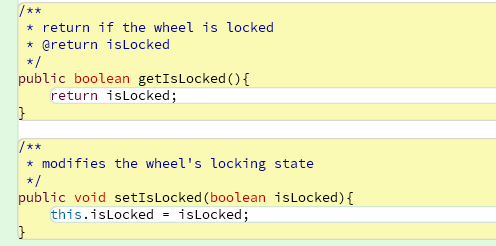 /**
 * return if the wheel is locked
 * @return isLocked
 */
public boolean getIsLocked(){
    return isLocked;
}
/**
 * modifies the wheel's locking state
 */
public void setIsLocked(boolean isLocked){
    this.isLocked = isLocked;
}